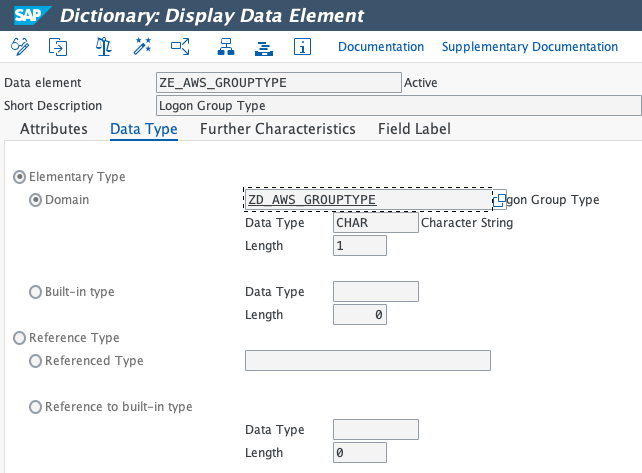 SAP Dictionary: Display Data Element
Documentation Supplementary Documentation
Data element ZE_AWS_GROUPTYPE Active
Short Description Logon Group Type
Attributes Data Type Further Characteristics Field Label
Elementary Type
Domain ZD_AWS_GROUPTYPE ogon Group Type
Data Type CHAR Character String
Length 1
Built-in type Data Type
Length 0
Reference Type
Referenced Type
Reference to built-in type
Data Type
Length 0